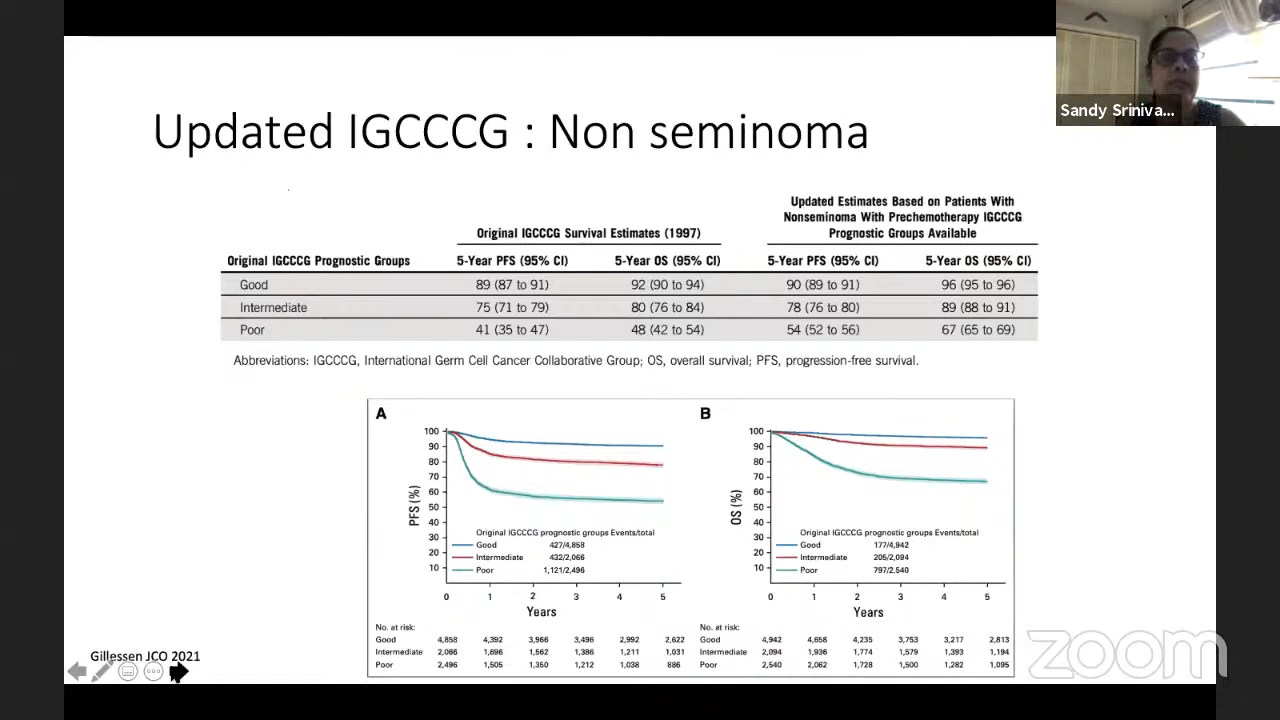 Sandy Sriniva...
Updated IGCCCG : Non seminoma
Updated Estimates Based on Patients With
Nonseminoma With Prechemotherapy IGCCCG
Original IGCCCG Survival Estimates (1997) Prognostic Groups Available
Original IGCCCG Prognostic Groups 5-Year PFS (95% CI) 5-Year OS (95% CI) 5-Year PFS (95% CI) 5-Year OS (95% CI)
Good 89 (87 to 91) 92 (90 to 94) 90 (89 to 91) 96 (95 to 96)
Intermediate 75 (71 to 79) 80 (76 to 84) 78 (76 to 80) 89 (88 to 91)
Poor 41 (35 to 47) 48 (42 to 54) 54 (52 to 56) 67 (65 to 69)
Abbreviations: IGCCCG, International Germ Cell Cancer Collaborative Group; OS, overall survival; PFS, progression-free survival.
A
100
90
80
70
60
50
40
30
20
10
PFS (%)
Original IGCCCG prognostic groups Events/total
Good 427/4,858
Intermediate 432/2,066
Poor 1,121/2,496
0 1 2 3 4 5
Years
No. at risk:
Good 4,858 4,392 3,966 3,496 2,992 2,622
Intermediate 2,066 1,696 1,562 1,386 1,211 1,031
Poor 2,496 1,505 1,350 1,212 1,038 886
B
100
90
80
70
60
50
40
30
20
10
OS (%)
Original IGCCCG prognostic groups Events/total
Good 177/4,942
Intermediate 205/2,094
Poor 797/2,540
0 1 2 3 4 5
Years
No. at risk:
Good 4,942 4,658 4,235 3,753 3,217 2,813
Intermediate 2,094 1,936 1,774 1,579 1,393 1,194
Poor 2,540 2,062 1,728 1,500 1,282 1,095
Gillessen JCO 2021
zoom